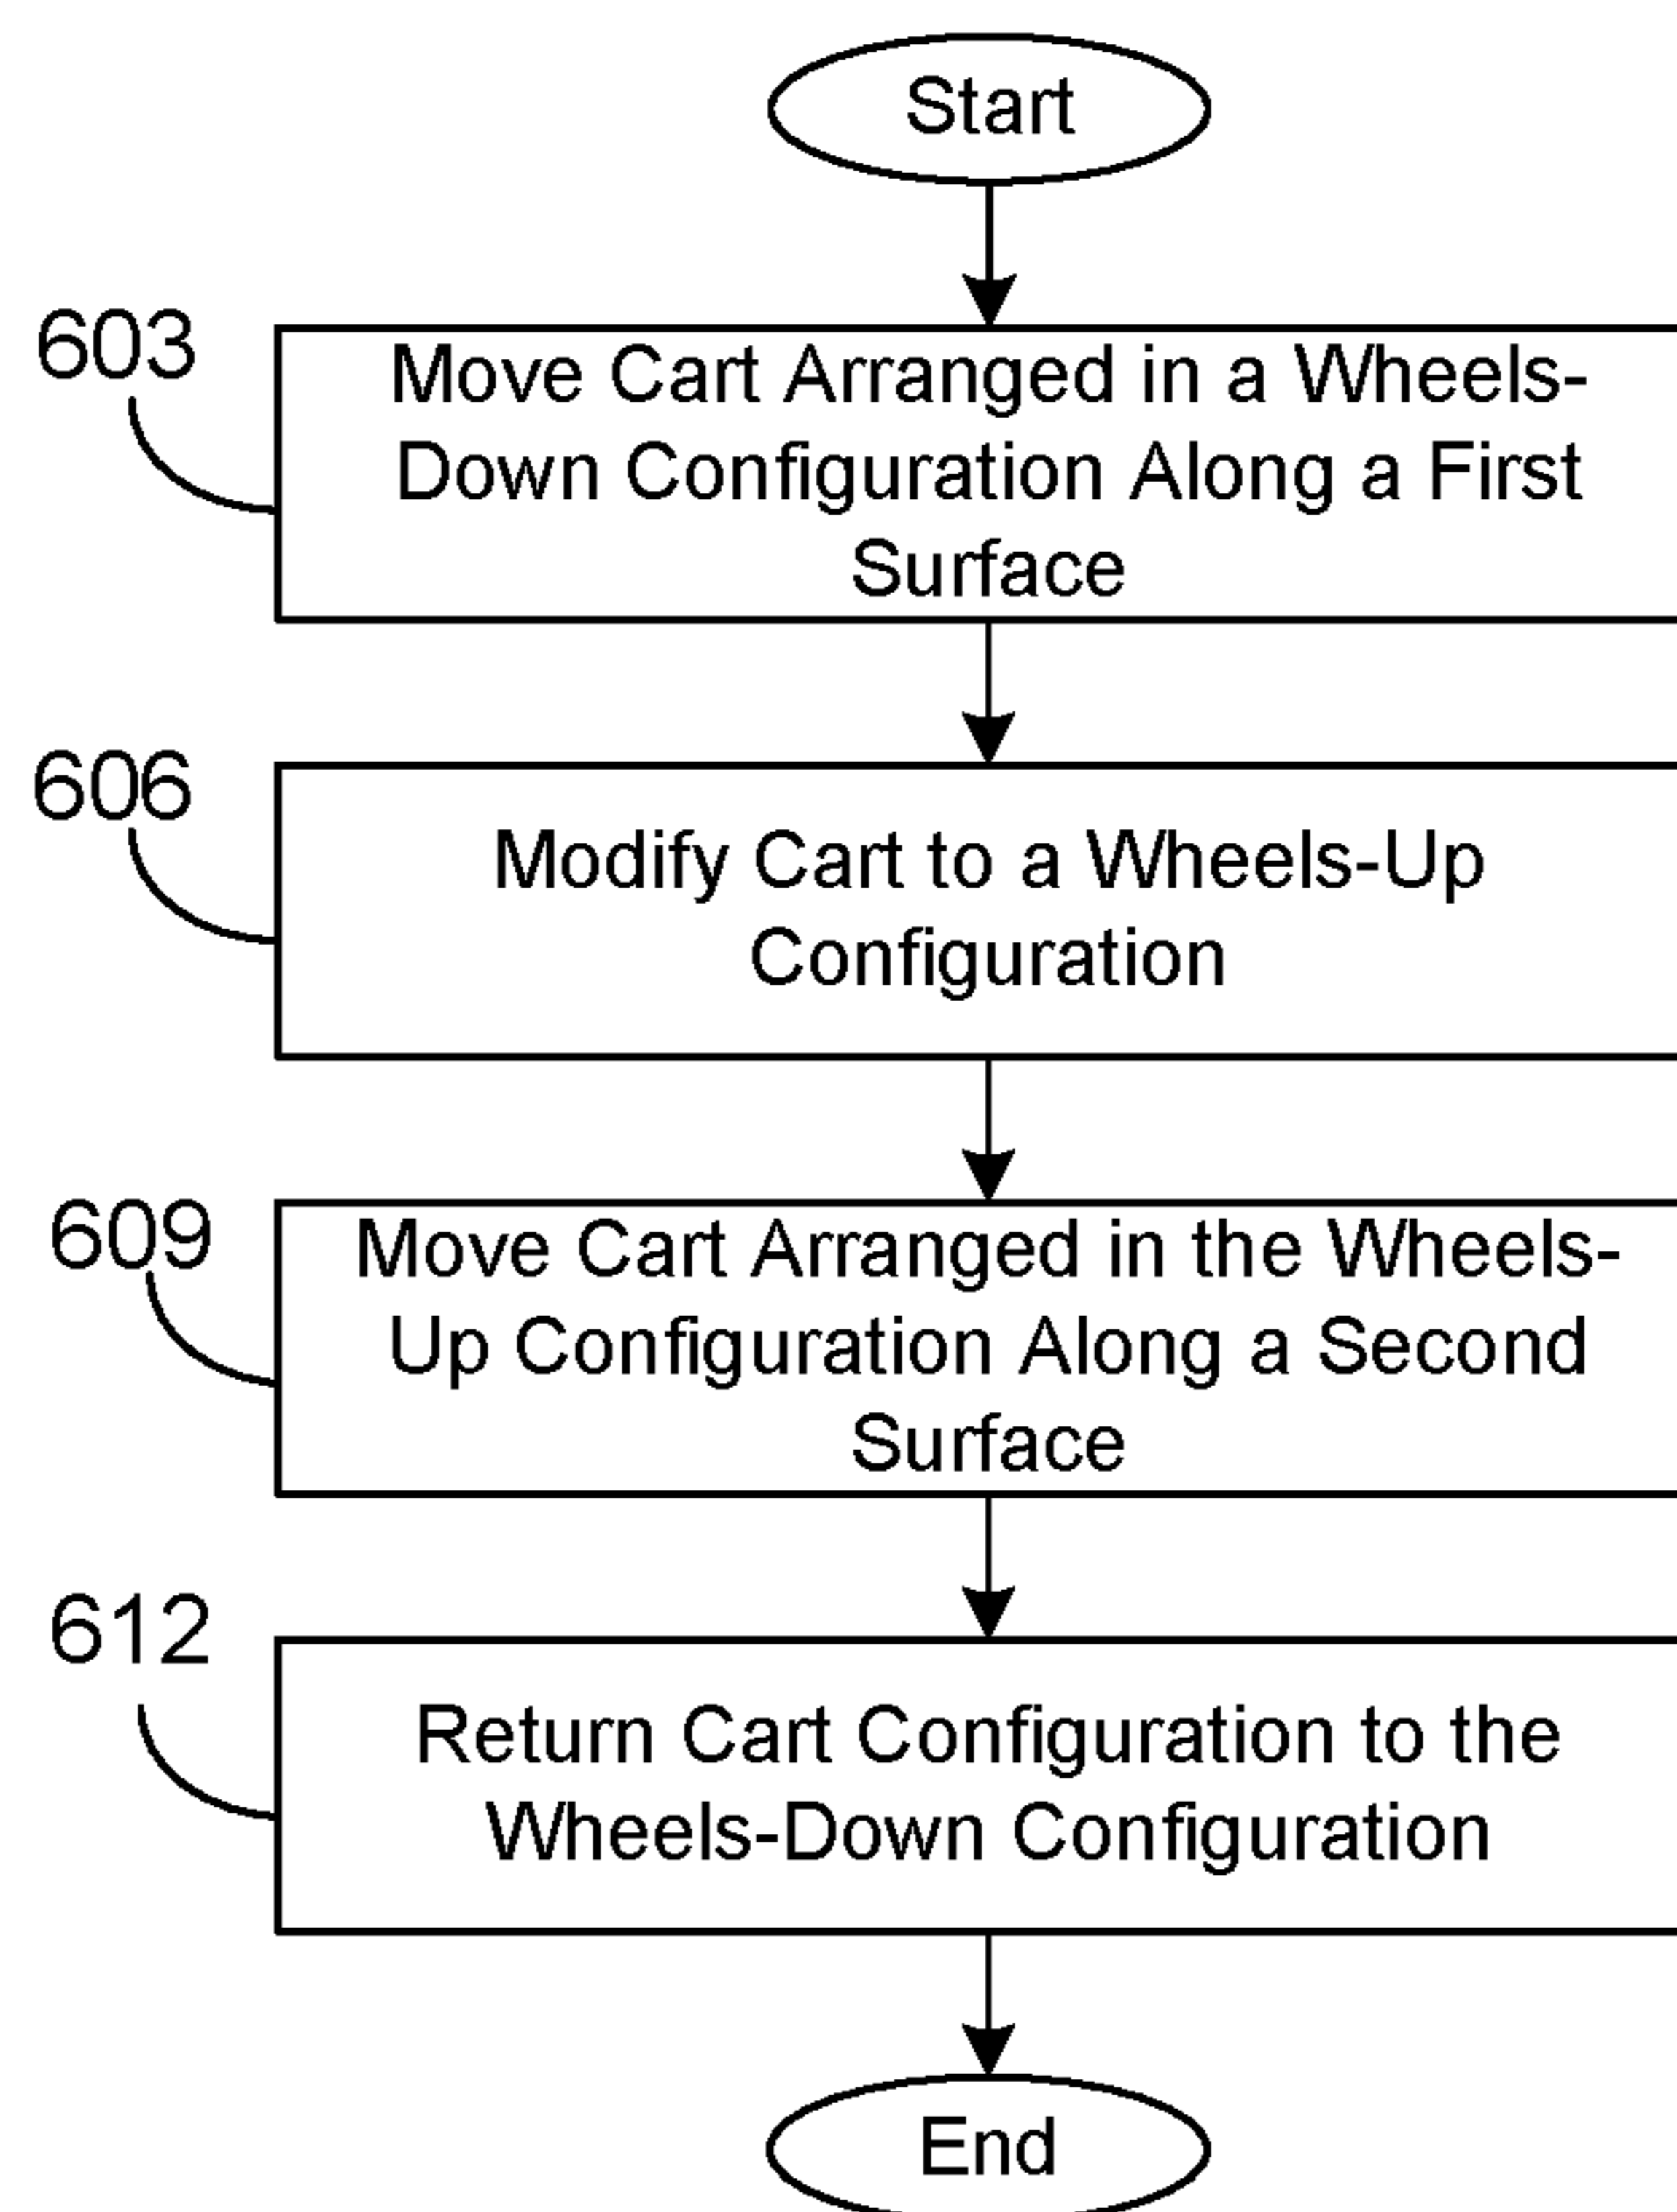 Start
603
Move Cart Arranged in a Wheels-
Down Configuration Along a First
Surface
606
Modify Cart to a Wheels-Up
Configuration
609
Move Cart Arranged in the Wheels-
Up Configuration Along a Second
Surface
612
Return Cart Configuration to the
Wheels-Down Configuration
End